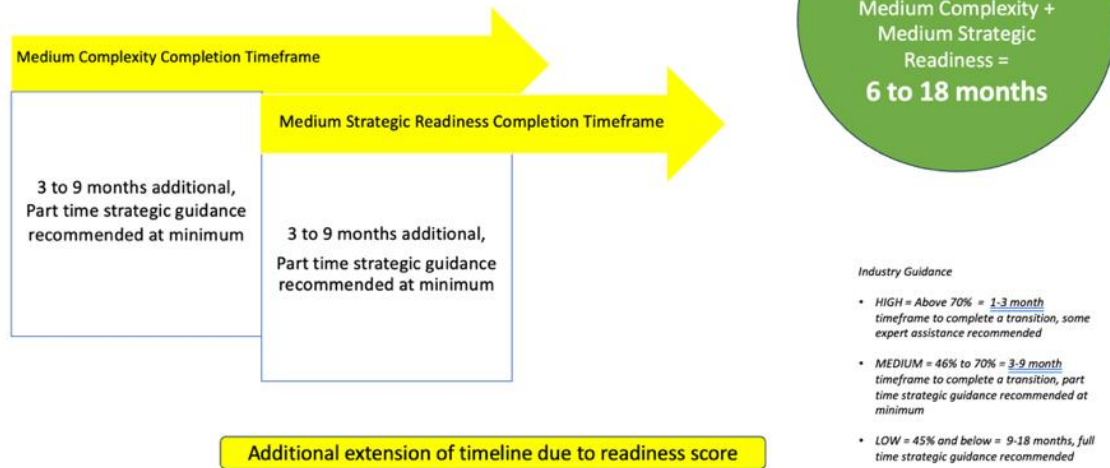 Medium Complexity Completion Timeframe
3 to 9 months additional,
Part time strategic guidance
recommended at minimum
Medium Strategic Readiness Completion Timeframe
3 to 9 months additional,
Part time strategic guidance
recommended at minimum
Additional extension of timeline due to readiness score
Medium Complexity +
Medium Strategic
Readiness =
6 to 18 months
Industry Guidance
• HIGH = Above 70% = 1-3 month
timeframe to complete a transition, some
expert assistance recommended
• MEDIUM = 46% to 70% = 3-9 month
timeframe to complete a transition, part
time strategic guidance recommended at
minimum
• LOW = 45% and below = 9-18 months, full
time strategic guidance recommended